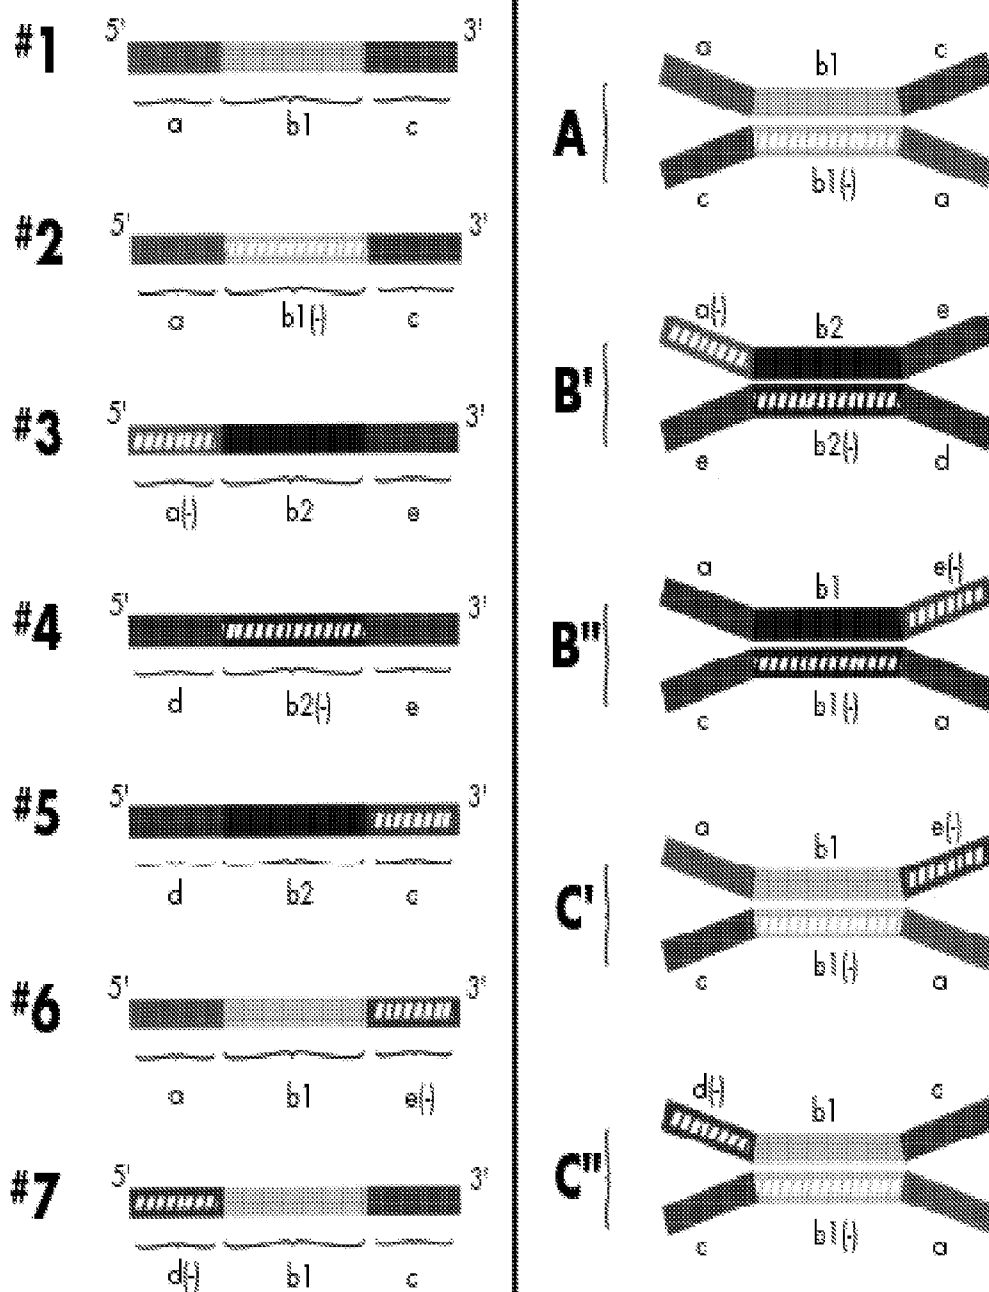 #1
5' 3'
a b1 c
#2
5' 3'
a b1(-) c
#3
5' 3'
a(-) b2 e
#4
5' 3'
d b2(-) e
#5
5' 3'
d b2 c
#6
5' 3'
a b1 e(-)
#7
5' 3'
d(-) b1 c
A
a b1 c
c b1(-) a
B'
a(-) b2 e
e b2(-) d
B"
a b1 e(-)
c b1(-) a
C'
a b1 e(-)
c b1(-) a
C"
d(-) b1 c
c b1(-) a